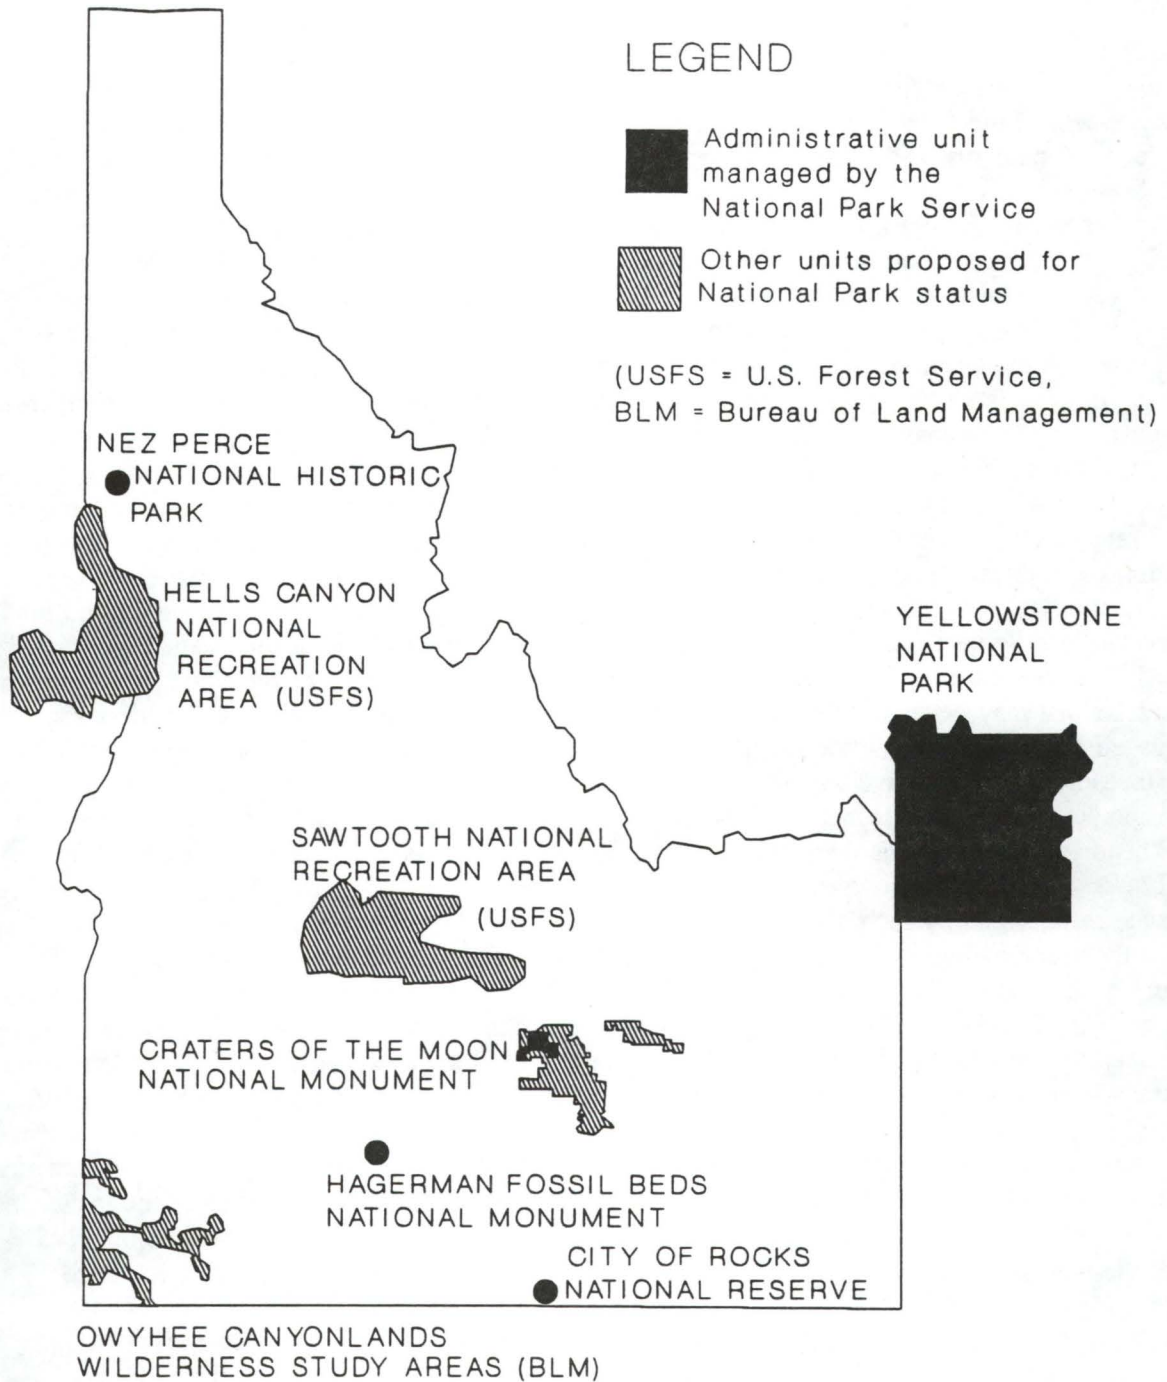 LEGEND
Administrative unit
managed by the
National Park Service
Other units proposed for
National Park status
(USFS = U.S. Forest Service,
BLM = Bureau of Land Management)
NEZ PERCE
NATIONAL HISTORIC
PARK
HELLS CANYON
NATIONAL
RECREATION
AREA (USFS)
YELLOWSTONE
NATIONAL
PARK
SAWTOOTH NATIONAL
RECREATION AREA
(USFS)
CRATERS OF THE MOON
NATIONAL MONUMENT
HAGERMAN FOSSIL BEDS
NATIONAL MONUMENT
CITY OF ROCKS
NATIONAL RESERVE
OWYHEE CANYONLANDS
WILDERNESS STUDY AREAS (BLM)